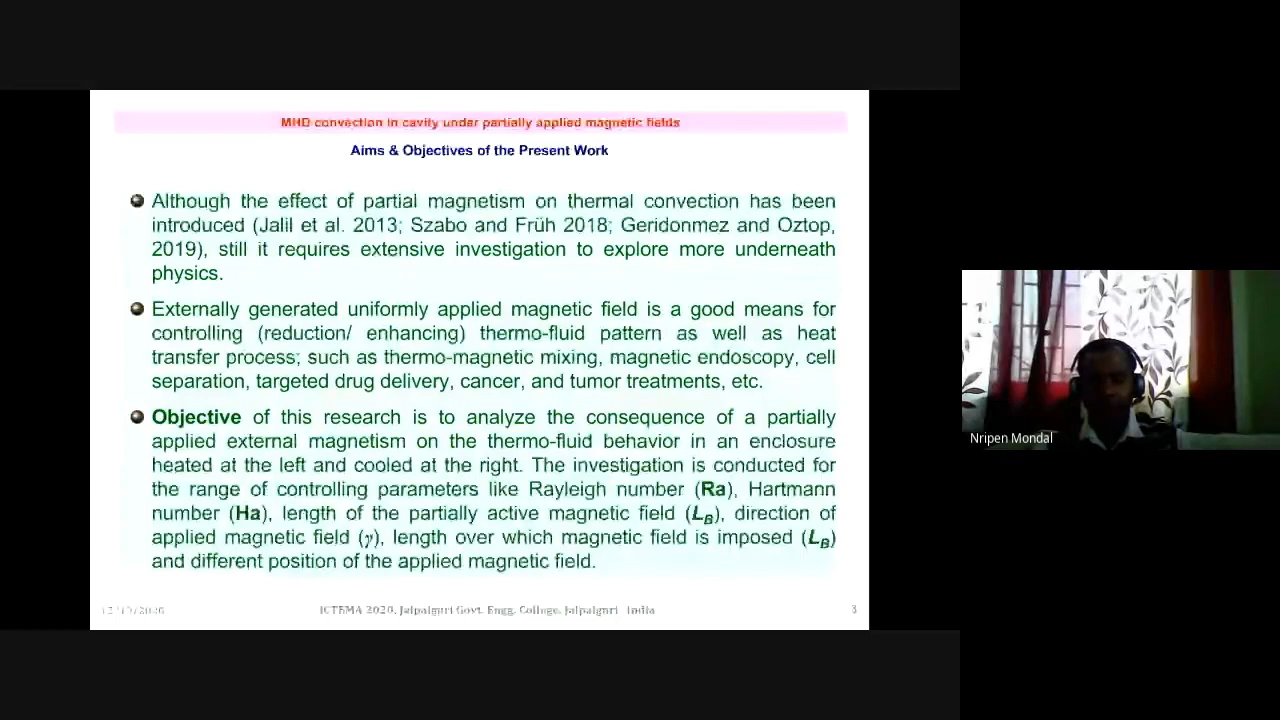 MHD convection in cavity under partially applied magnetic fields
Aims & Objectives of the Present Work
Although the effect of partial magnetism on thermal convection has been
introduced (Jalil et al. 2013; Szabo and Früh 2018; Geridonmez and Oztop,
2019), still it requires extensive investigation to explore more underneath
physics.
Externally generated uniformly applied magnetic field is a good means for
controlling (reduction/ enhancing) thermo-fluid pattern as well as heat
transfer process; such as thermo-magnetic mixing, magnetic endoscopy, cell
separation, targeted drug delivery, cancer, and tumor treatments, etc.
Objective of this research is to analyze the consequence of a partially
applied external magnetism on the thermo-fluid behavior in an enclosure
heated at the left and cooled at the right. The investigation is conducted for
the range of controlling parameters like Rayleigh number (Ra), Hartmann
number (Ha), length of the partially active magnetic field (L_B), direction of
applied magnetic field (γ), length over which magnetic field is imposed (L_B)
and different position of the applied magnetic field.
ICTEMA 2020, Jalpaiguri Govt. Engg. College, Jalpaiguri India
3
Nripen Mondal